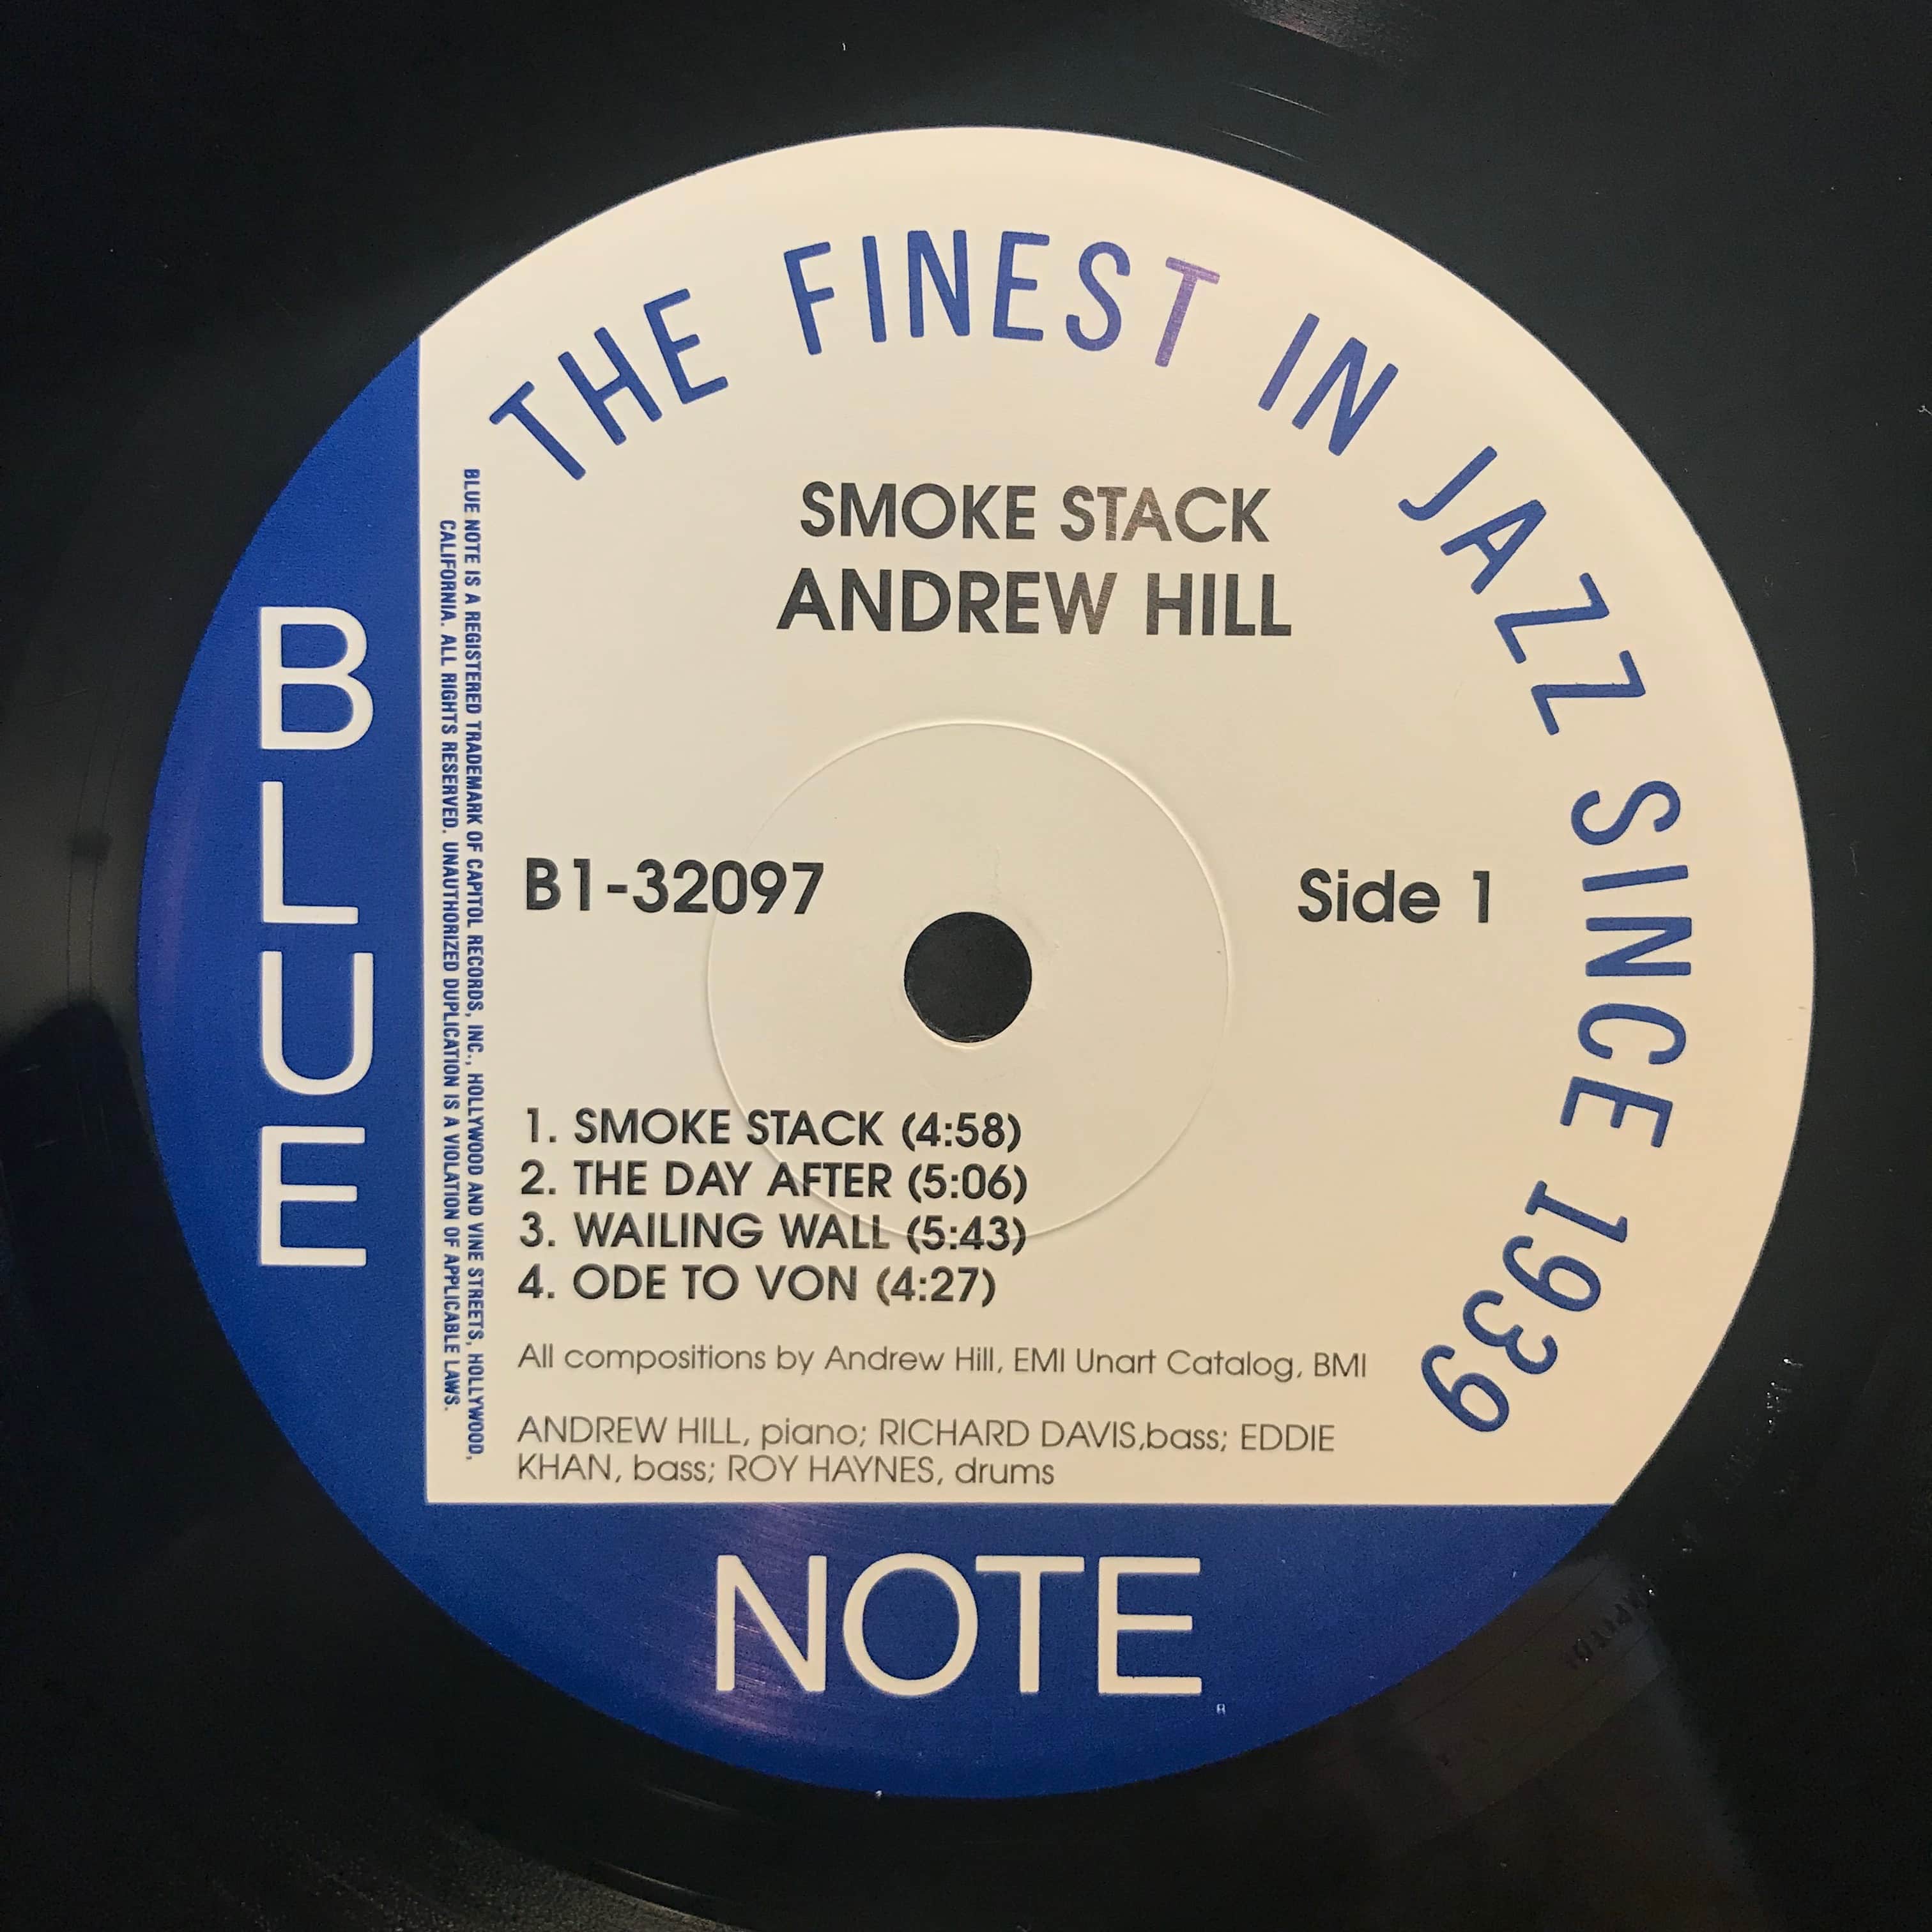 THE FINEST IN JAZZ SINCE 1939
SMOKE STACK
ANDREW HILL
B1-32097
Side 1
1. SMOKE STACK (4:58)
2. THE DAY AFTER (5:06)
3. WAILING WALL (5:43)
4. ODE TO VON (4:27)
All compositions by Andrew Hill, EMI Unart Catalog, BMI
ANDREW HILL, piano; RICHARD DAVIS,bass; EDDIE
KHAN, bass; ROY HAYNES, drums
BLUE NOTE IS A REGISTERED TRADEMARK OF CAPITOL RECORDS, INC., HOLLYWOOD AND VINE STREETS, HOLLYWOOD,
CALIFORNIA. ALL RIGHTS RESERVED. UNAUTHORIZED DUPLICATION IS A VIOLATION OF APPLICABLE LAWS.
BLUE
NOTE
®